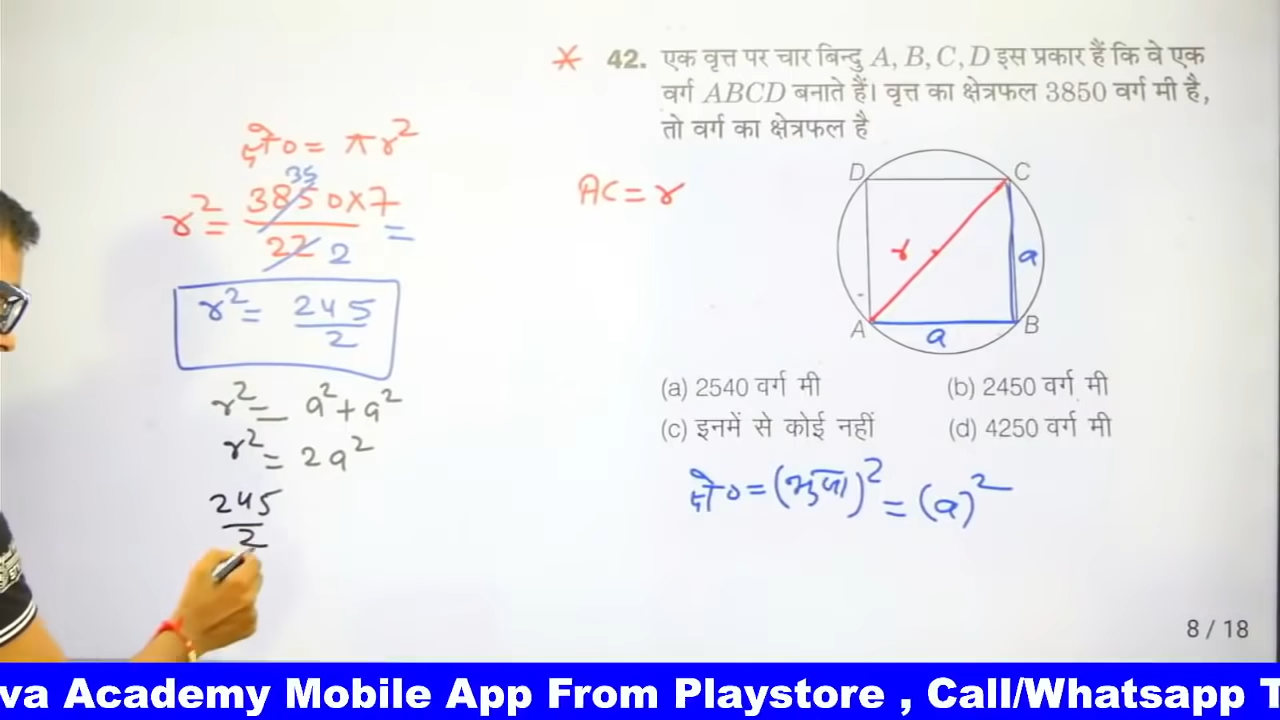 * 42. एक वृत्त पर चार बिन्दु A, B, C, D इस प्रकार हैं कि वे एक
वर्ग ABCD बनाते हैं। वृत्त का क्षेत्रफल 3850 वर्ग मी है,
तो वर्ग का क्षेत्रफल है
क्षे० = πr²
r² = 3850×7 / 22 =
35
2
r² = 245/2
r² = a² + a²
r² = 2a²
245/2
AC = r
D C
r a
A B
a
(a) 2540 वर्ग मी (b) 2450 वर्ग मी
(c) इनमें से कोई नहीं (d) 4250 वर्ग मी
क्षे० = (भुजा)² = (a)²
8 / 18
va Academy Mobile App From Playstore , Call/Whatsapp T